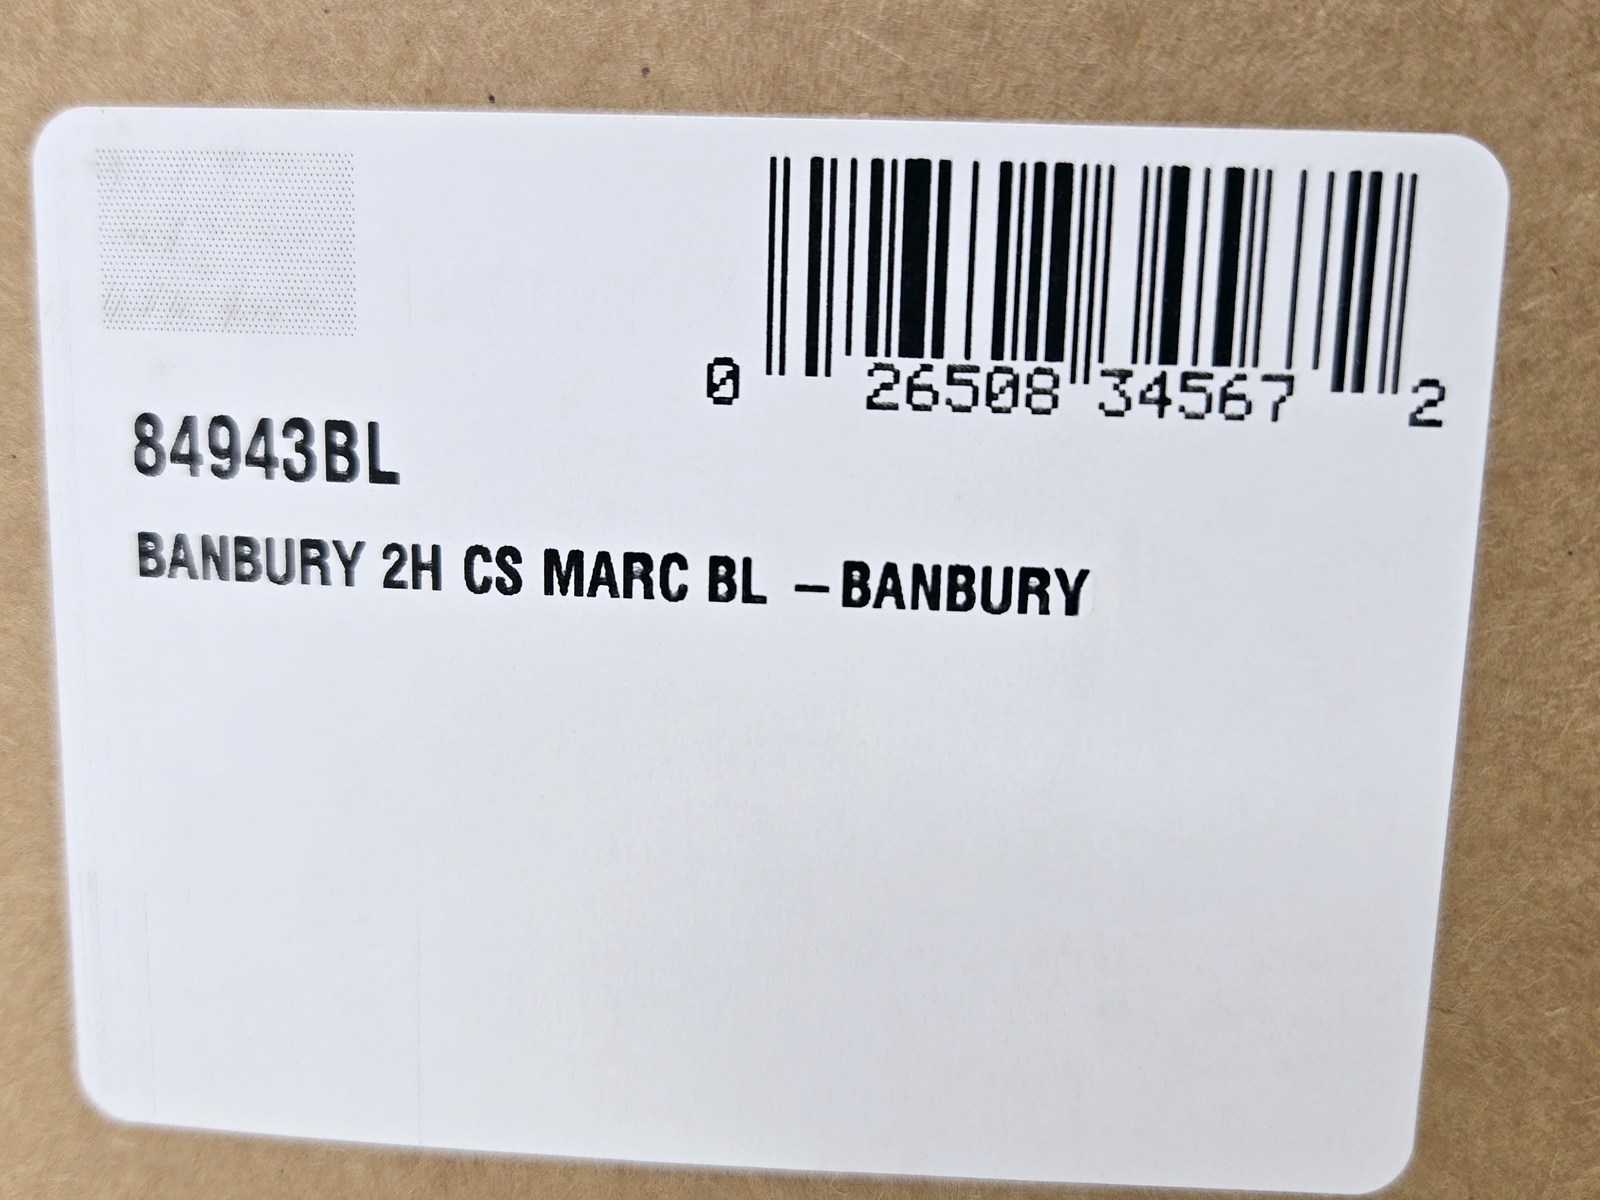 0 26508 34567 2
84943BL
BANBURY 2H CS MARC BL – BANBURY